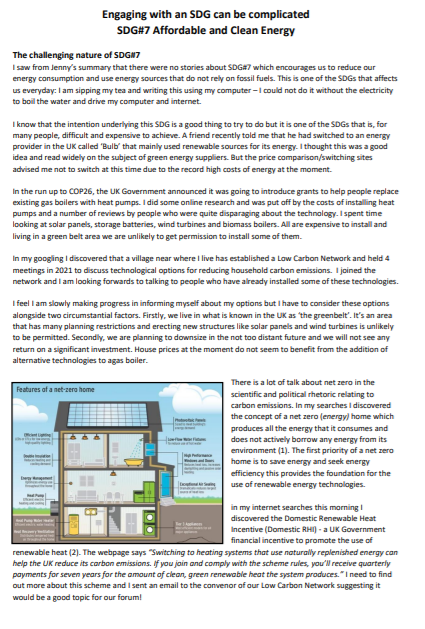 Engaging with an SDG can be complicated
SDG#7 Affordable and Clean Energy
The challenging nature of SDG#7
I saw from Jenny's summary that there were no stories about SDG#7 which encourages us to reduce our
energy consumption and use energy sources that do not rely on fossil fuels. This is one of the SDGs that affects
us everyday: I am sipping my tea and writing this using my computer – I could not do it without the electricity
to boil the water and drive my computer and internet.
I know that the intention underlying this SDG is a good thing to try to do but it is one of the SDGs that is, for
many people, difficult and expensive to achieve. A friend recently told me that he had switched to an energy
provider in the UK called 'Bulb' that mainly used renewable sources for its energy. I thought this was a good
idea and read widely on the subject of green energy suppliers. But the price comparison/switching sites
advised me not to switch at this time due to the record high costs of energy at the moment.
In the run up to COP26, the UK Government announced it was going to introduce grants to help people replace
existing gas boilers with heat pumps. I did some online research and was put off by the costs of installing heat
pumps and a number of reviews by people who were quite disparaging about the technology. I spent time
looking at solar panels, storage batteries, wind turbines and biomass boilers. All are expensive to install and
living in a green belt area we are unlikely to get permission to install some of them.
In my googling I discovered that a village near where I live has established a Low Carbon Network and held 4
meetings in 2021 to discuss technological options for reducing household carbon emissions. I joined the
network and I am looking forwards to talking to people who have already installed some of these technologies.
I feel I am slowly making progress in informing myself about my options but I have to consider these options
alongside two circumstantial factors. Firstly, we live in what is known in the UK as 'the greenbelt'. It's an area
that has many planning restrictions and erecting new structures like solar panels and wind turbines is unlikely
to be permitted. Secondly, we are planning to downsize in the not too distant future and we will not see any
return on a significant investment. House prices at the moment do not seem to benefit from the addition of
alternative technologies to agas boiler.
Features of a net-zero home
Photovoltaic Panels
Efficient Lighting
Low-Flow Water Fixtures
Double Insulation
High Performance
Windows and Doors
Energy Management
Exceptional Air Sealing
Heat Pump
Heat Pump Water Heater
Heat Recovery Ventilation
There is a lot of talk about net zero in the
scientific and political rhetoric relating to
carbon emissions. In my searches I discovered
the concept of a net zero (energy) home which
produces all the energy that it consumes and
does not actively borrow any energy from its
environment (1). The first priority of a net zero
home is to save energy and seek energy
efficiency this provides the foundation for the
use of renewable energy technologies.
in my internet searches this morning I
discovered the Domestic Renewable Heat
Incentive (Domestic RHI) - a UK Government
financial incentive to promote the use of
renewable heat (2). The webpage says "Switching to heating systems that use naturally replenished energy can
help the UK reduce its carbon emissions. If you join and comply with the scheme rules, you'll receive quarterly
payments for seven years for the amount of clean, green renewable heat the system produces." I need to find
out more about this scheme and I sent an email to the convenor of our Low Carbon Network suggesting it
would be a good topic for our forum!